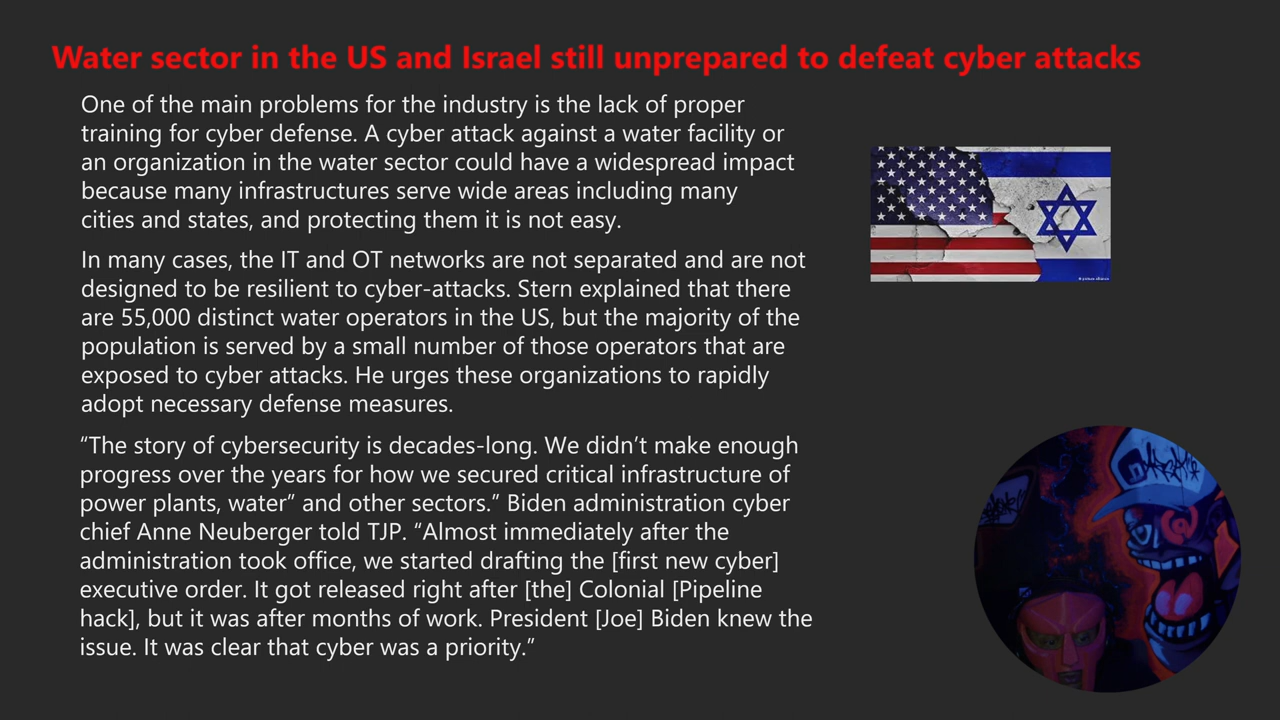 Water sector in the US and Israel still unprepared to defeat cyber attacks
One of the main problems for the industry is the lack of proper
training for cyber defense. A cyber attack against a water facility or
an organization in the water sector could have a widespread impact
because many infrastructures serve wide areas including many
cities and states, and protecting them it is not easy.
In many cases, the IT and OT networks are not separated and are not
designed to be resilient to cyber-attacks. Stern explained that there
are 55,000 distinct water operators in the US, but the majority of the
population is served by a small number of those operators that are
exposed to cyber attacks. He urges these organizations to rapidly
adopt necessary defense measures.
“The story of cybersecurity is decades-long. We didn’t make enough
progress over the years for how we secured critical infrastructure of
power plants, water” and other sectors.” Biden administration cyber
chief Anne Neuberger told TJP. “Almost immediately after the
administration took office, we started drafting the [first new cyber]
executive order. It got released right after [the] Colonial [Pipeline
hack], but it was after months of work. President [Joe] Biden knew the
issue. It was clear that cyber was a priority.”